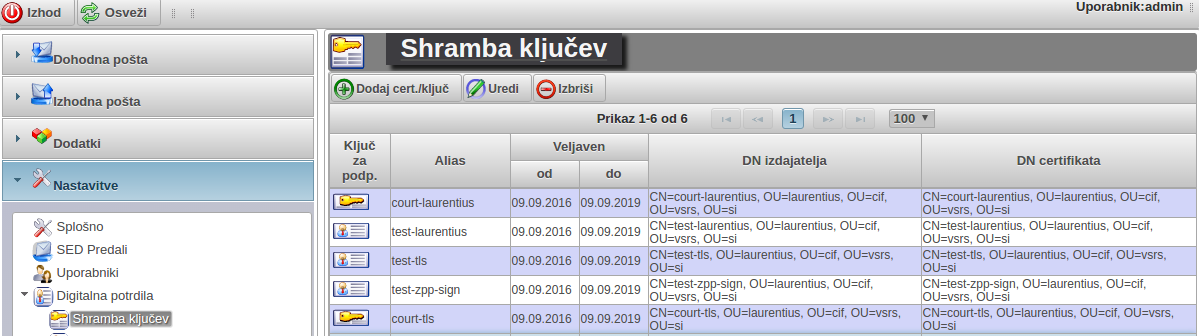 Izhod
Osveži
Uporabnik:admin
Dohodna pošta
Izhodna pošta
Dodatki
Nastavitve
Splošno
SED Predali
Uporabniki
Digitalna potrdila
Shramba ključev
Shramba ključev
Dodaj cert./ključ
Uredi
Izbriši
Prikaz 1-6 od 6
1
100
Ključ
za
podp.
Alias
Veljaven
od
do
DN izdajatelja
DN certifikata
court-laurentius
09.09.2016
09.09.2019
CN=court-laurentius, OU=laurentius, OU=cif,
OU=vsrs, OU=si
CN=court-laurentius, OU=laurentius, OU=cif,
OU=vsrs, OU=si
test-laurentius
09.09.2016
09.09.2019
CN=test-laurentius, OU=laurentius, OU=cif,
OU=vsrs, OU=si
CN=test-laurentius, OU=laurentius, OU=cif,
OU=vsrs, OU=si
test-tls
09.09.2016
09.09.2019
CN=test-tls, OU=laurentius, OU=cif, OU=vsrs,
OU=si
CN=test-tls, OU=laurentius, OU=cif, OU=vsrs,
OU=si
test-zpp-sign
09.09.2016
09.09.2019
CN=test-zpp-sign, OU=laurentius, OU=cif,
OU=vsrs, OU=si
CN=test-zpp-sign, OU=laurentius, OU=cif,
OU=vsrs, OU=si
court-tls
09.09.2016
09.09.2019
CN=court-tls, OU=laurentius, OU=cif, OU=vsrs,
OU=si
CN=court-tls, OU=laurentius, OU=cif, OU=vsrs,
OU=si